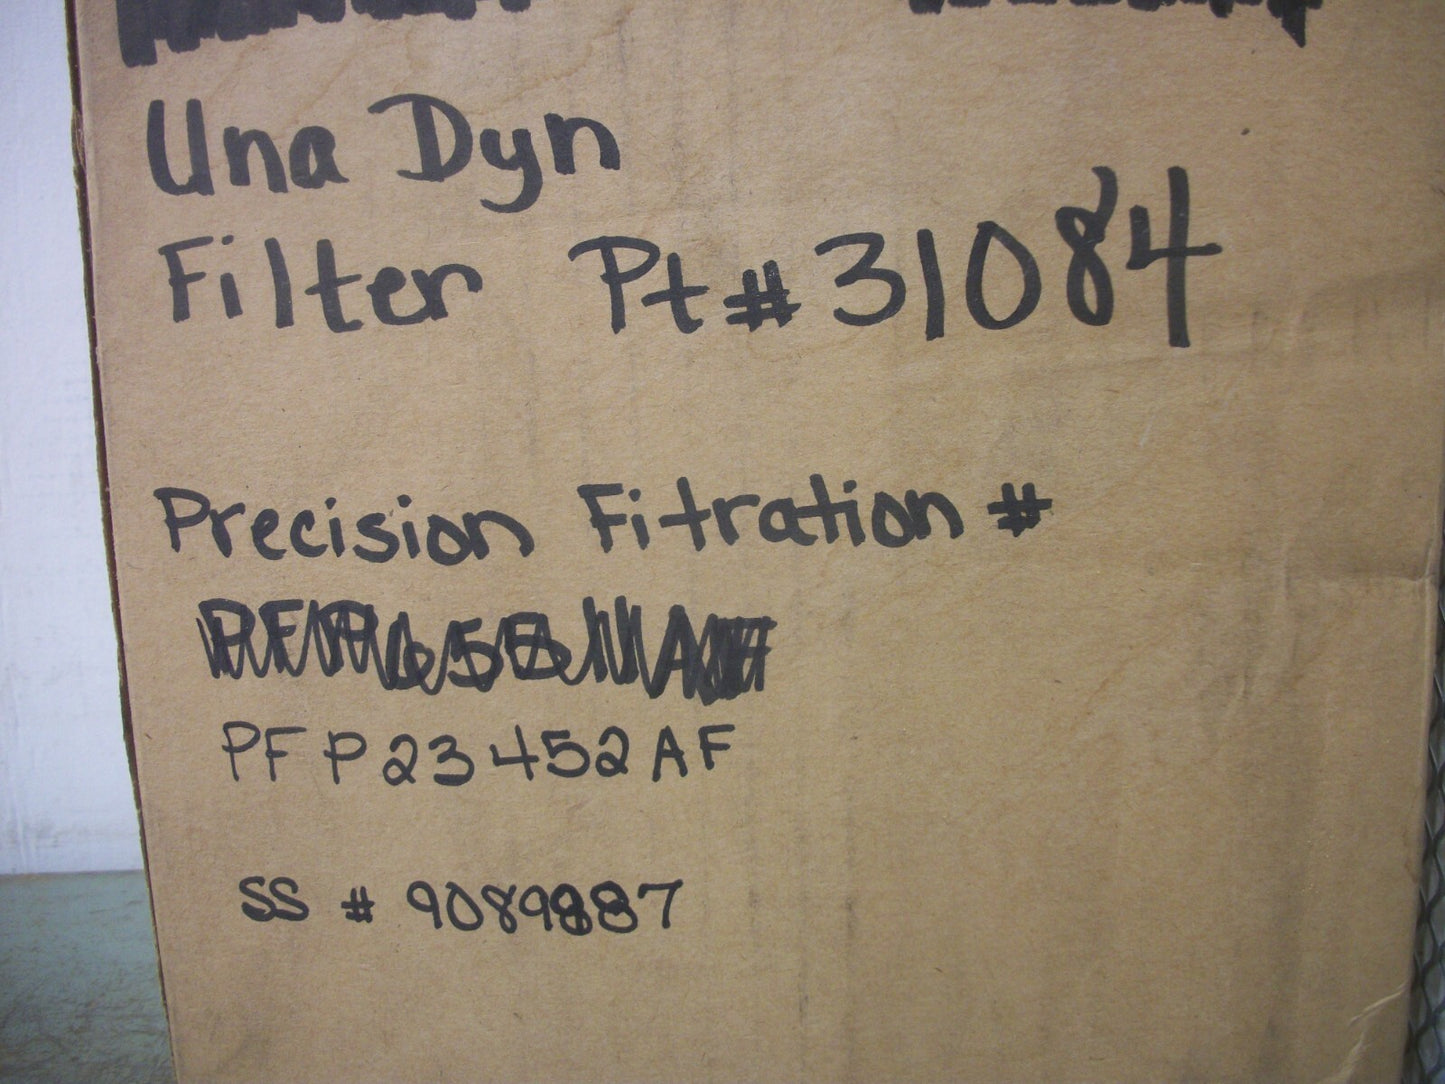 Una Dyn
Filter Pt# 31084
Precision Fitration #
PFP23452AF
SS # 9089887